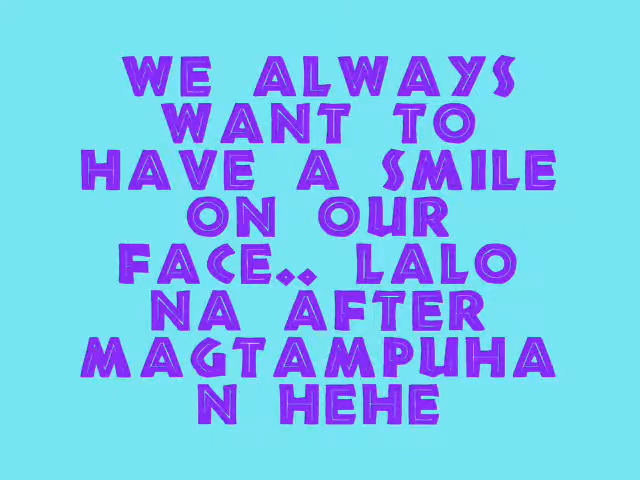 WE ALWAYS
WANT TO
HAVE A SMILE
ON OUR
FACE.. LALO
NA AFTER
MAGTAMPUHA
N HEHE